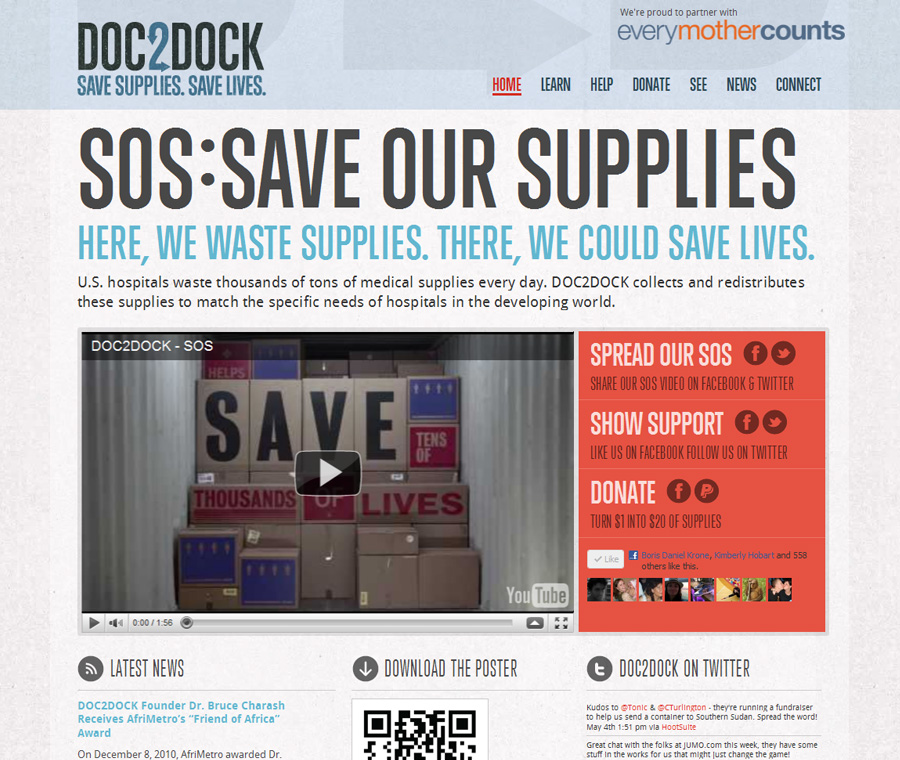 We're proud to partner with
everymothercounts
DOC2DOCK
SAVE SUPPLIES. SAVE LIVES.
HOME LEARN HELP DONATE SEE NEWS CONNECT
SOS:SAVE OUR SUPPLIES
HERE, WE WASTE SUPPLIES. THERE, WE COULD SAVE LIVES.
U.S. hospitals waste thousands of tons of medical supplies every day. DOC2DOCK collects and redistributes
these supplies to match the specific needs of hospitals in the developing world.
DOC2DOCK - SOS
HELPS
SAVE
TENS
OF
THOUSANDS OF LIVES
YouTube
0:00 / 1:56
SPREAD OUR SOS
SHARE OUR SOS VIDEO ON FACEBOOK & TWITTER
SHOW SUPPORT
LIKE US ON FACEBOOK FOLLOW US ON TWITTER
DONATE
TURN $1 INTO $20 OF SUPPLIES
Like
Boris Daniel Krone, Kimberly Hobart and 558
others like this.
LATEST NEWS
DOC2DOCK Founder Dr. Bruce Charash
Receives AfriMetro's "Friend of Africa"
Award
On December 8, 2010, AfriMetro awarded Dr.
DOWNLOAD THE POSTER
DOC2DOCK ON TWITTER
Kudos to @Tonic & @CTurlington - they're running a fundraiser
to help us send a container to Southern Sudan. Spread the word!
May 4th 1:51 pm via HootSuite
Great chat with the folks at JUMO.com this week, they have some
stuff in the works for us that might just change the game!